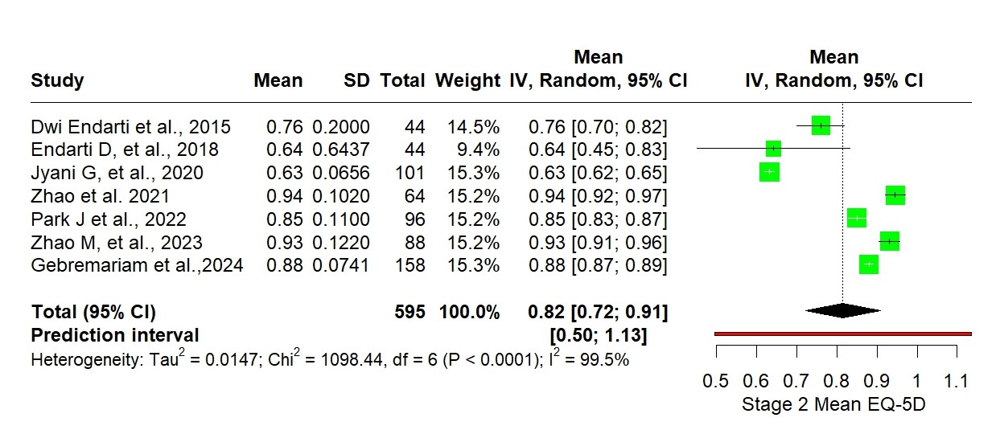 Mean Mean
Study Mean SD Total Weight IV, Random, 95% CI IV, Random, 95% CI
Dwi Endarti et al., 2015 0.76 0.2000 44 14.5% 0.76 [0.70; 0.82]
Endarti D, et al., 2018 0.64 0.6437 44 9.4% 0.64 [0.45; 0.83]
Jyani G, et al., 2020 0.63 0.0656 101 15.3% 0.63 [0.62; 0.65]
Zhao et al. 2021 0.94 0.1020 64 15.2% 0.94 [0.92; 0.97]
Park J et al., 2022 0.85 0.1100 96 15.2% 0.85 [0.83; 0.87]
Zhao M, et al., 2023 0.93 0.1220 88 15.2% 0.93 [0.91; 0.96]
Gebremariam et al.,2024 0.88 0.0741 158 15.3% 0.88 [0.87; 0.89]
Total (95% CI) 595 100.0% 0.82 [0.72; 0.91]
Prediction interval [0.50; 1.13]
Heterogeneity: Tau² = 0.0147; Chi² = 1098.44, df = 6 (P < 0.0001); I² = 99.5%
0.5 0.6 0.7 0.8 0.9 1 1.1
Stage 2 Mean EQ-5D